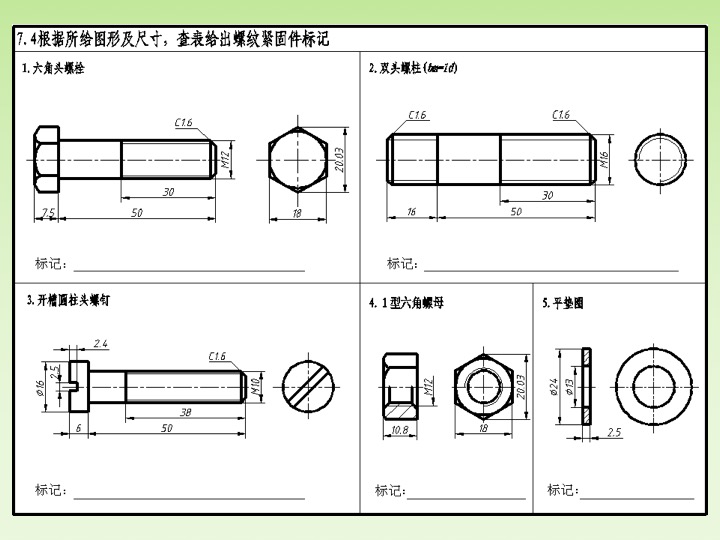 7.4根据所给图形及尺寸，查表给出螺纹紧固件标记
1.六角头螺栓
C1.6
M12
20.03
30
7.5
50
18
标记：
2.双头螺柱(bm=1d)
C1.6
C1.6
M16
30
16
50
标记：
3.开槽圆柱头螺钉
2.4
C1.6
2.5
ϕ16
M10
38
6
50
标记：
4.1型六角螺母
M12
20.03
10.8
18
标记：
5.平垫圈
ϕ24
ϕ13
2.5
标记：